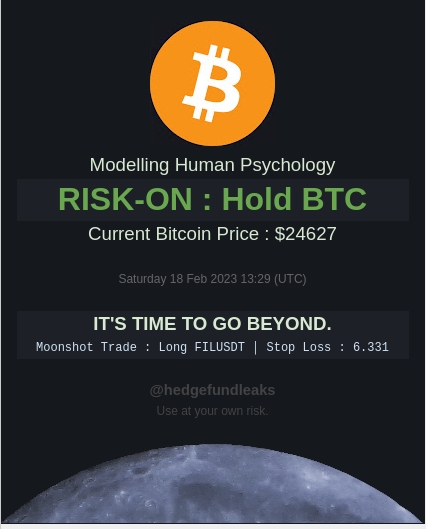 Modelling Human Psychology
RISK-ON : Hold BTC
Current Bitcoin Price : $24627
Saturday 18 Feb 2023 13:29 (UTC)
IT'S TIME TO GO BEYOND.
Moonshot Trade : Long FILUSDT | Stop Loss : 6.331
@hedgefundleaks
Use at your own risk.